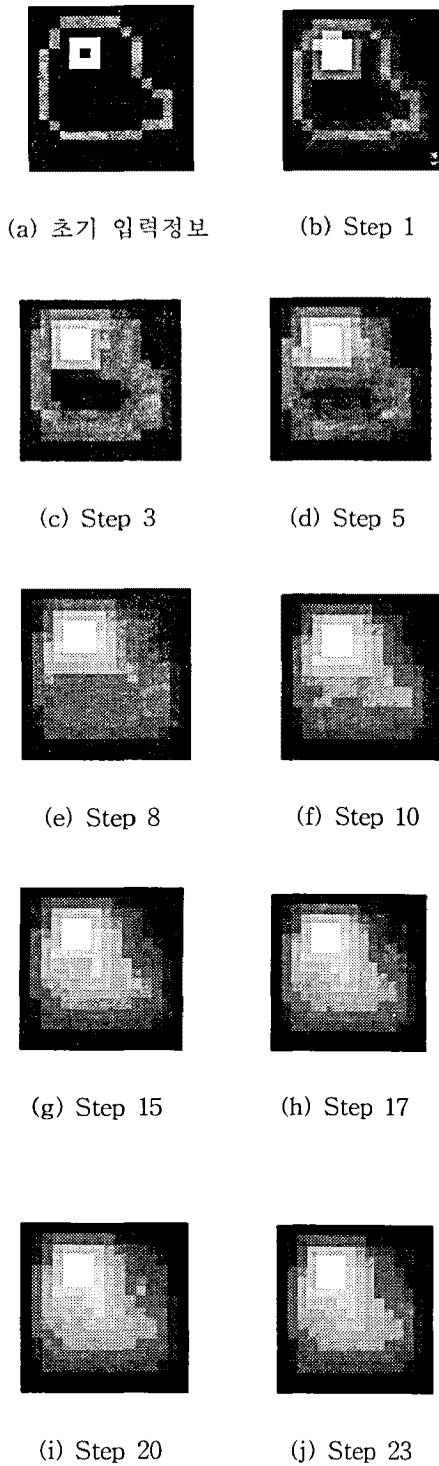 (a) 초기 입력정보
(b) Step 1
(c) Step 3
(d) Step 5
(e) Step 8
(f) Step 10
(g) Step 15
(h) Step 17
(i) Step 20
(j) Step 23